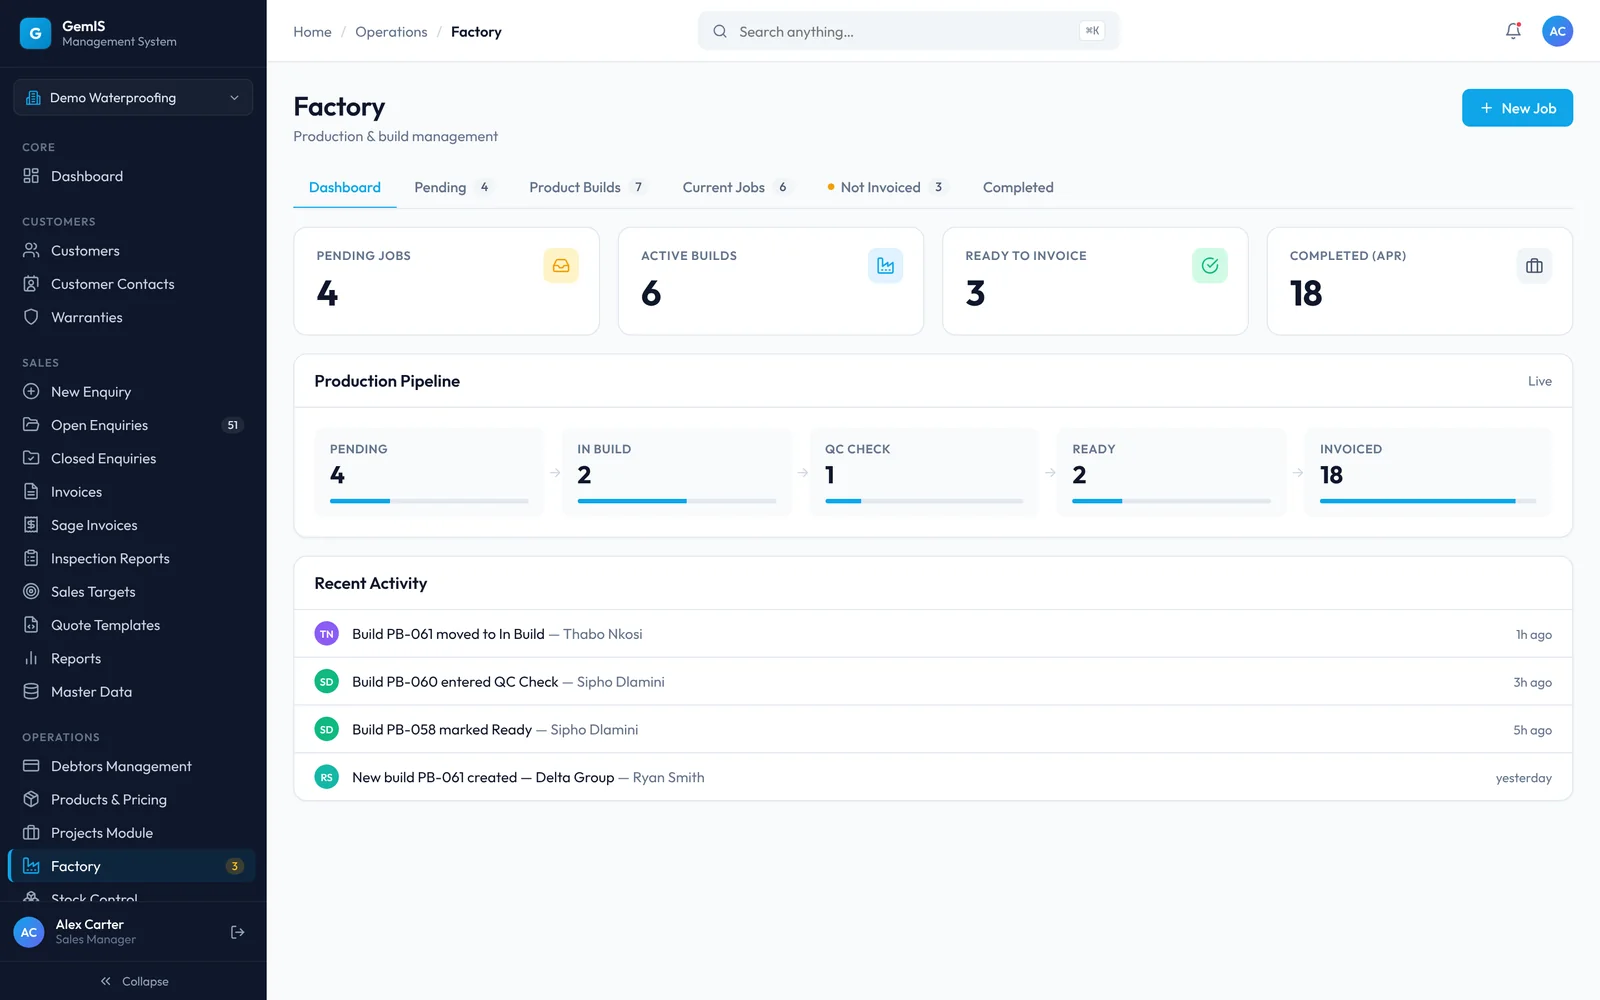 G
GemIS
Management System
Demo Waterproofing
CORE
Dashboard
CUSTOMERS
Customers
Customer Contacts
Warranties
SALES
New Enquiry
Open Enquiries 51
Closed Enquiries
Invoices
Sage Invoices
Inspection Reports
Sales Targets
Quote Templates
Reports
Master Data
OPERATIONS
Debtors Management
Products & Pricing
Projects Module
Factory 3
Stock Control
AC
Alex Carter
Sales Manager
Collapse
Home / Operations / Factory
Search anything... ⌘K
AC
Factory
Production & build management
+ New Job
Dashboard Pending 4 Product Builds 7 Current Jobs 6 Not Invoiced 3 Completed
PENDING JOBS
4
ACTIVE BUILDS
6
READY TO INVOICE
3
COMPLETED (APR)
18
Production Pipeline Live
PENDING
4
→
IN BUILD
2
→
QC CHECK
1
→
READY
2
→
INVOICED
18
Recent Activity
TN Build PB-061 moved to In Build — Thabo Nkosi 1h ago
SD Build PB-060 entered QC Check — Sipho Dlamini 3h ago
SD Build PB-058 marked Ready — Sipho Dlamini 5h ago
RS New build PB-061 created — Delta Group — Ryan Smith yesterday